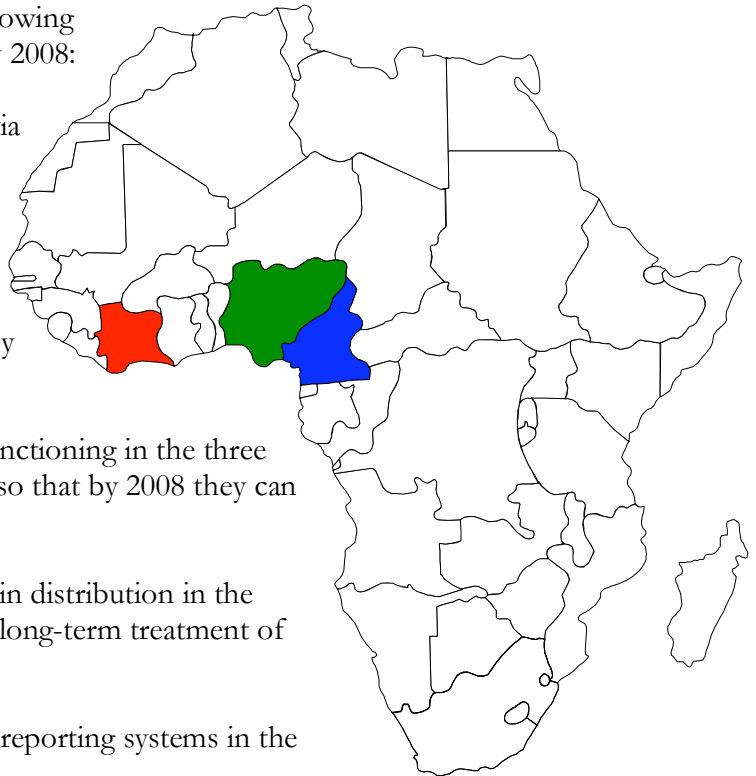 owing
2008:
ia
y
nctioning in the three
so that by 2008 they can
in distribution in the
long-term treatment of
reporting systems in the